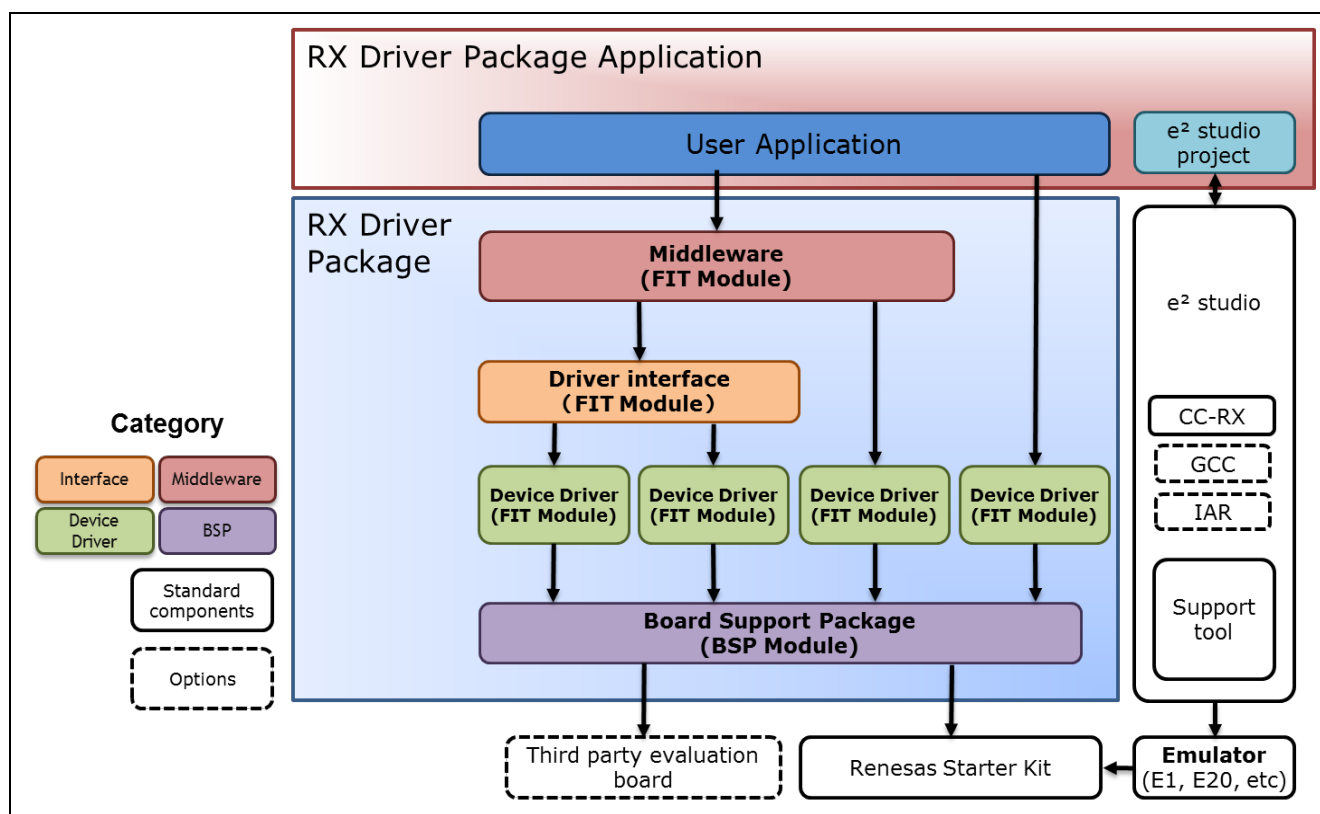 RX Driver Package Application
User Application
e² studio
project
RX Driver
Package
Middleware
(FIT Module)
e² studio
Driver interface
（FIT Module）
CC-RX
GCC
IAR
Category
Interface
Middleware
Device
Driver
BSP
Standard
components
Options
Device Driver
(FIT Module)
Device Driver
(FIT Module)
Device Driver
(FIT Module)
Device Driver
(FIT Module)
Support
tool
Board Support Package
(BSP Module)
Third party evaluation
board
Renesas Starter Kit
Emulator
(E1, E20, etc)